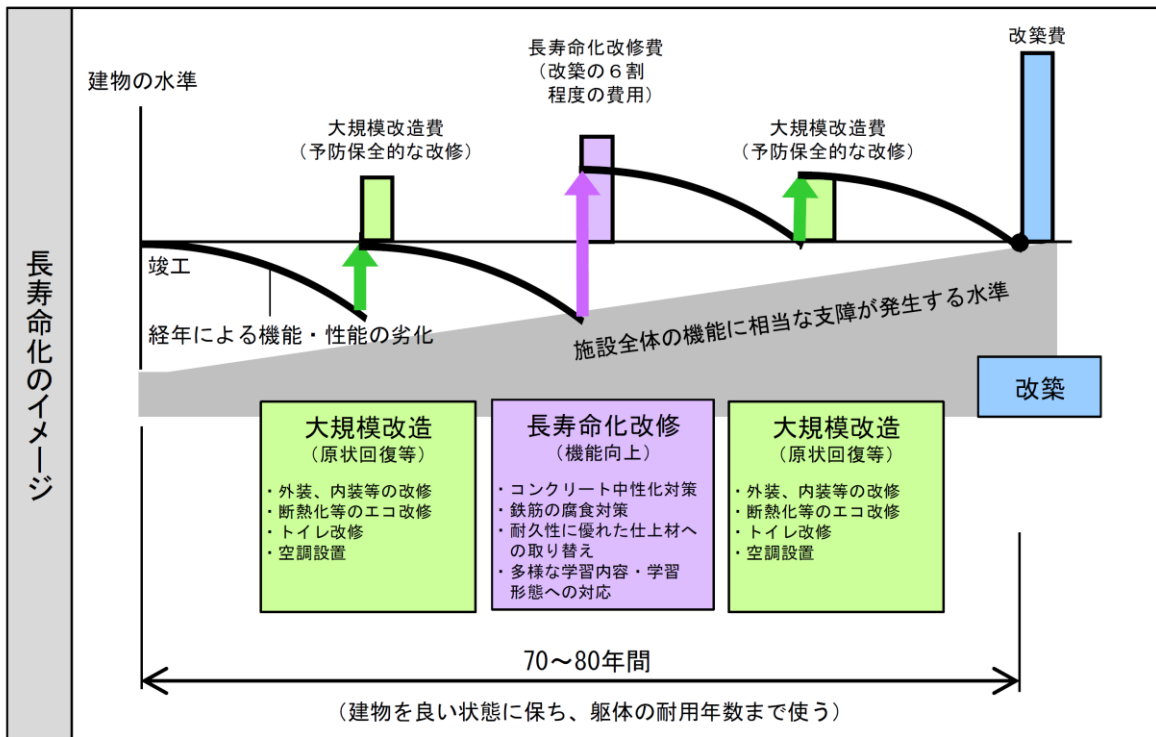 長寿命化のイメージ
建物の水準
大規模改造費
(予防保全的な改修)
長寿命化改修費
(改築の6割
程度の費用)
大規模改造費
(予防保全的な改修)
改築費
竣工
経年による機能・性能の劣化
施設全体の機能に相当な支障が発生する水準
改築
大規模改造
(原状回復等)
・外装、内装等の改修
・断熱化等のエコ改修
・トイレ改修
・空調設置
長寿命化改修
(機能向上)
・コンクリート中性化対策
・鉄筋の腐食対策
・耐久性に優れた仕上材へ
の取り替え
・多様な学習内容・学習
形態への対応
大規模改造
(原状回復等)
・外装、内装等の改修
・断熱化等のエコ改修
・トイレ改修
・空調設置
70～80年間
(建物を良い状態に保ち、躯体の耐用年数まで使う)